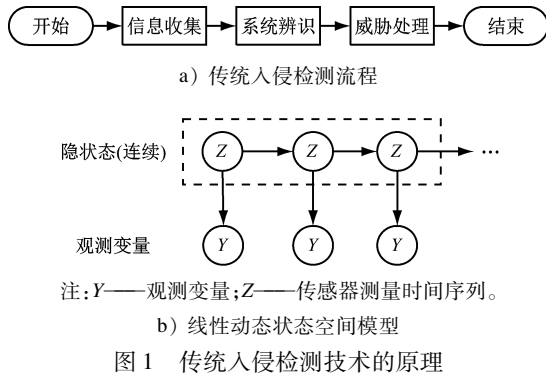 开始 信息收集 系统辨识 威胁处理 结束
a）传统入侵检测流程
隐状态(连续) Z Z Z ···
观测变量 Y Y Y
注:Y——观测变量;Z——传感器测量时间序列。
b）线性动态状态空间模型
图 1 传统入侵检测技术的原理